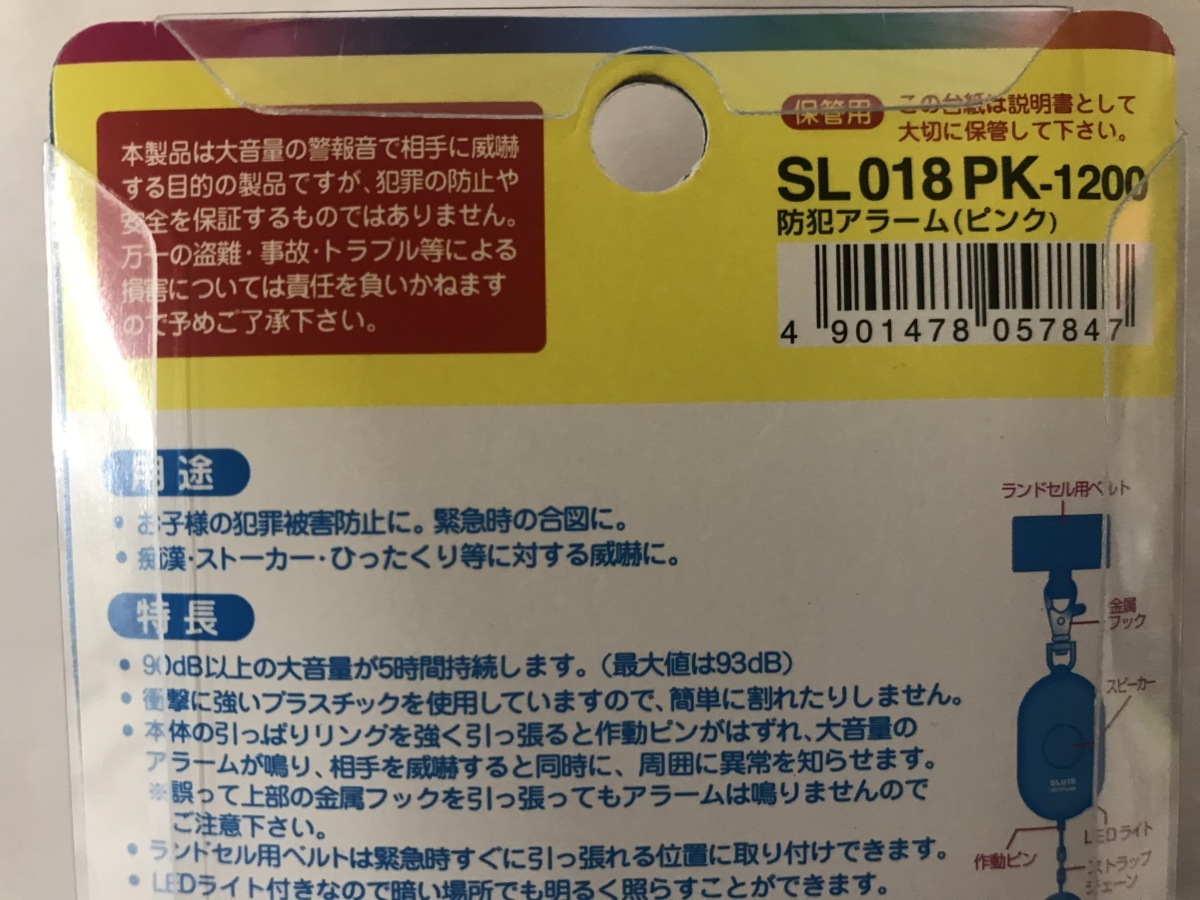 本製品は大音量の警報音で相手に威嚇
する目的の製品ですが、犯罪の防止や
安全を保証するものではありません。
万一の盗難・事故・トラブル等による
損害については責任を負いかねます
ので予めご了承下さい。
保管用
この台紙は説明書として
大切に保管して下さい。
SL018PK-1200
防犯アラーム(ピンク)
4 901478 057847
用途
• お子様の犯罪被害防止に。緊急時の合図に。
• 痴漢・ストーカー・ひったくり等に対する威嚇に。
特長
• 90dB以上の大音量が5時間持続します。(最大値は93dB)
• 衝撃に強いプラスチックを使用していますので、簡単に割れたりしません。
• 本体の引っぱりリングを強く引っ張ると作動ピンがはずれ、大音量の
アラームが鳴り、相手を威嚇すると同時に、周囲に異常を知らせます。
※誤って上部の金属フックを引っ張ってもアラームは鳴りませんので
ご注意下さい。
• ランドセル用ベルトは緊急時すぐに引っ張れる位置に取り付けできます。
• LEDライト付きなので暗い場所でも明るく照らすことができます。
ランドセル用ベルト
金属
フック
スピーカー
SL018
LEDライト
作動ピン
ストラップ
チェーン